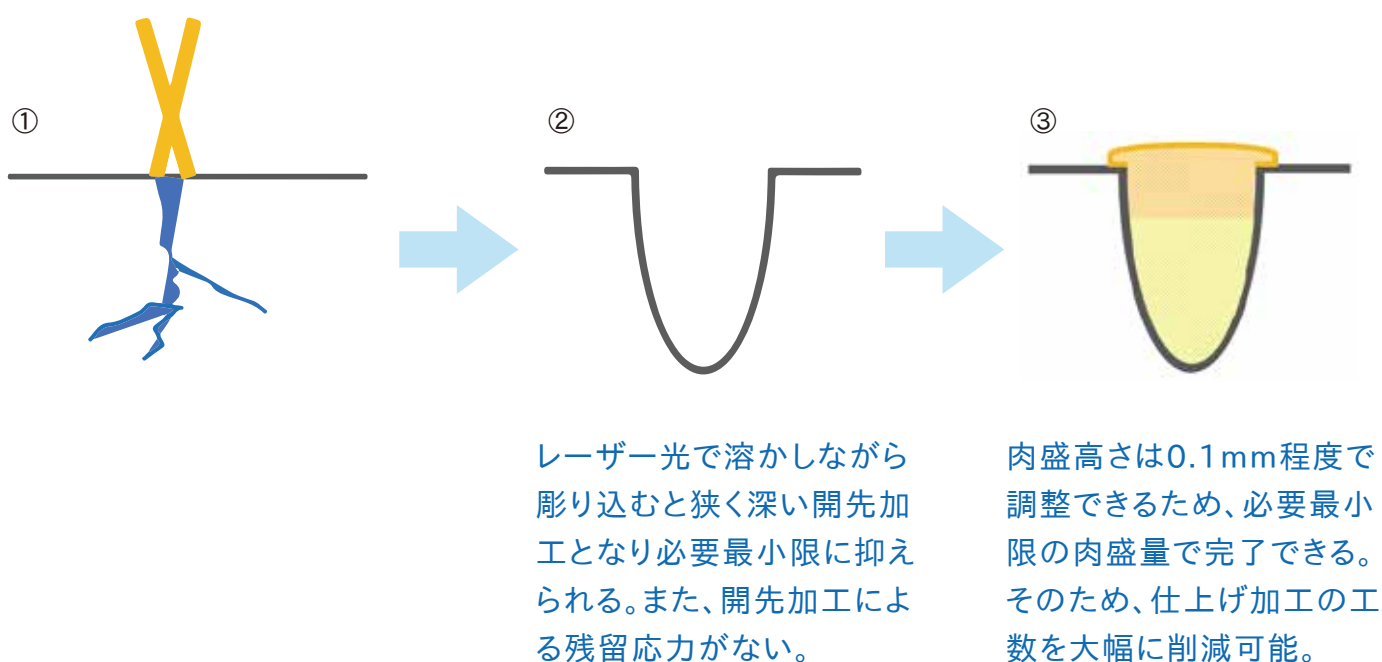 ①
②
③
レーザー光で溶かしながら
彫り込むと狭く深い開先加
工となり必要最小限に抑え
られる。また、開先加工によ
る残留応力がない。
肉盛高さは0.1mm程度で
調整できるため、必要最小
限の肉盛量で完了できる。
そのため、仕上げ加工の工
数を大幅に削減可能。